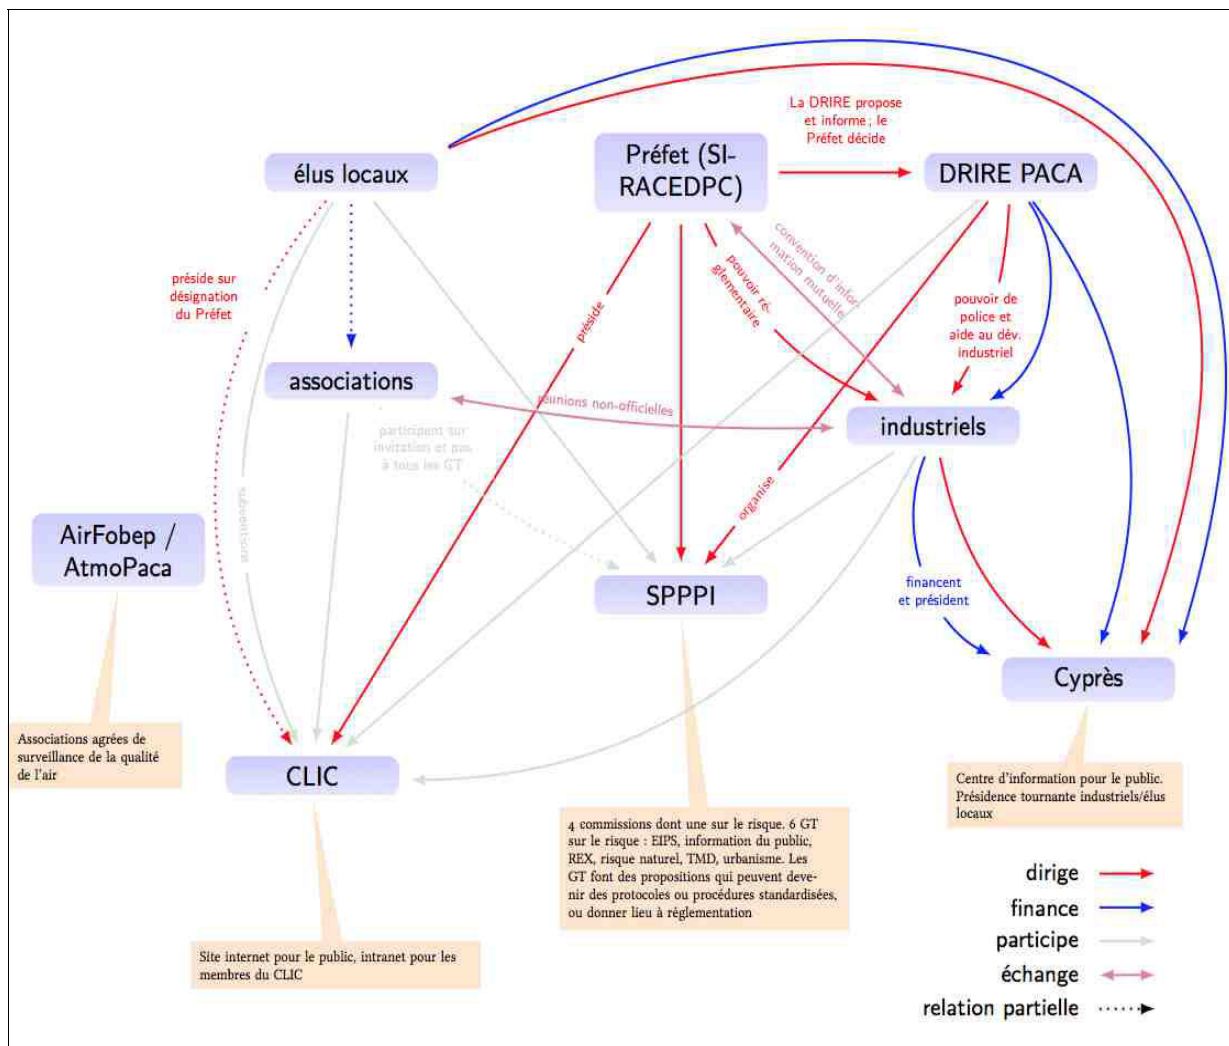 La DRIRE propose
et informe ; le
Préfet décide
élus locaux
Préfet (SI-
RACEDPC)
DRIRE PACA
préside sur
désignation
du Préfet
convention d'infor-
mation mutuelle
pouvoir ré-
glementaire
préside
pouvoir de
police et
aide au dév.
industriel
associations
réunions non-officielles
industriels
participent sur
invitation et pas
à tous les GT
organise
subventions
AirFobep /
AtmoPaca
SPPPI
financent
et président
Cyprès
Associations agrées de
surveillance de la qualité
de l'air
CLIC
Centre d'information pour le public.
Présidence tournante industriels/élus
locaux
4 commissions dont une sur le risque. 6 GT
sur le risque : EIPS, information du public,
REX, risque naturel, TMD, urbanisme. Les
GT font des propositions qui peuvent deve-
nir des protocoles ou procédures standardisées,
ou donner lieu à règlementation
Site internet pour le public, intranet pour les
membres du CLIC
dirige
finance
participe
échange
relation partielle